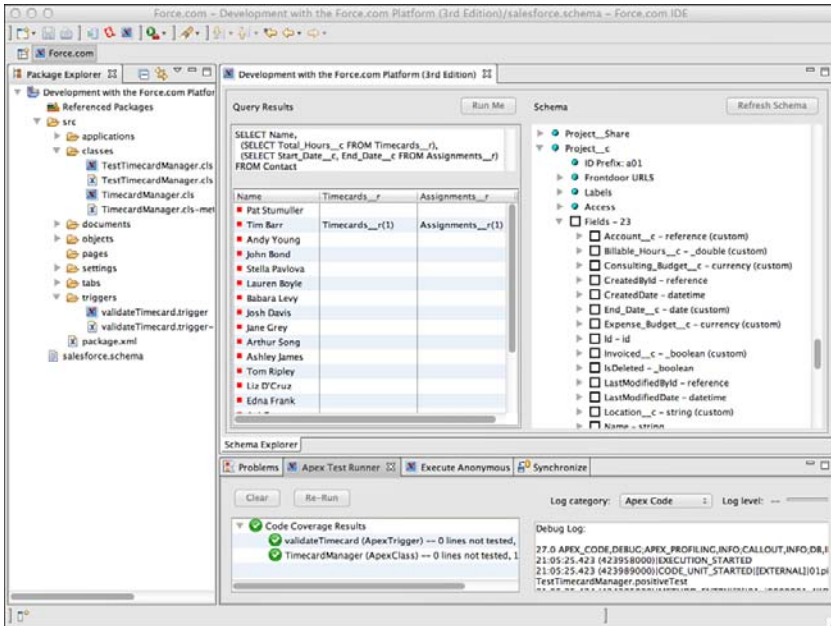 Force.com – Development with the Force.com Platform (3rd Edition)/salesforce.schema – Force.com IDE
Force.com
Package Explorer
Development with the Force.com Platfor
Referenced Packages
src
applications
classes
TestTimecardManager.cls
TestTimecardManager.cls
TimecardManager.cls
TimecardManager.cls-met
documents
objects
pages
settings
tabs
triggers
validateTimecard.trigger
validateTimecard.trigger-
package.xml
salesforce.schema
Development with the Force.com Platform (3rd Edition)
Query Results
Run Me
SELECT Name,
(SELECT Total_Hours__c FROM Timecards__r),
(SELECT Start_Date__c, End_Date__c FROM Assignments__r)
FROM Contact
Name Timecards__r Assignments__r
Pat Stumuller
Tim Barr Timecards__r(1) Assignments__r(1)
Andy Young
John Bond
Stella Pavlova
Lauren Boyle
Babara Levy
Josh Davis
Jane Grey
Arthur Song
Ashley James
Tom Ripley
Liz D'Cruz
Edna Frank
Schema
Refresh Schema
Project__Share
Project__c
ID Prefix: a01
Frontdoor URLS
Labels
Access
Fields – 23
Account__c – reference (custom)
Billable_Hours__c – _double (custom)
Consulting_Budget__c – currency (custom)
CreatedById – reference
CreatedDate – datetime
End_Date__c – date (custom)
Expense_Budget__c – currency (custom)
Id – id
Invoiced__c – _boolean (custom)
IsDeleted – _boolean
LastModifiedById – reference
LastModifiedDate – datetime
Location__c – string (custom)
Name – string
Schema Explorer
Problems Apex Test Runner Execute Anonymous Synchronize
Clear Re-Run
Log category: Apex Code Log level: --
Code Coverage Results
validateTimecard (ApexTrigger) -- 0 lines not tested,
TimecardManager (ApexClass) -- 0 lines not tested, 1
Debug Log:
27.0 APEX_CODE,DEBUG;APEX_PROFILING,INFO;CALLOUT,INFO;DB,I
21:05:25.423 (423958000)|EXECUTION_STARTED
21:05:25.423 (423989000)|CODE_UNIT_STARTED|[EXTERNAL]|01p
TestTimecardManager.positiveTest